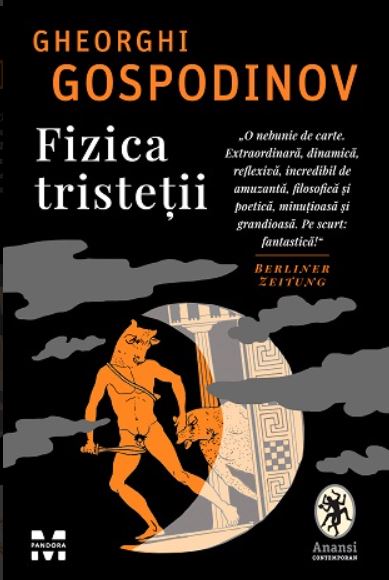 GHEORGHI
GOSPODINOV
Fizica
tristeții
„O nebunie de carte.
Extraordinară, dinamică,
reflexivă, incredibil de
amuzantă, filosofică și
poetică, minuțioasă și
grandioasă. Pe scurt:
fantastică!“
BERLINER
ZEITUNG
PANDORA
M
Anansi
CONTEMPORAN